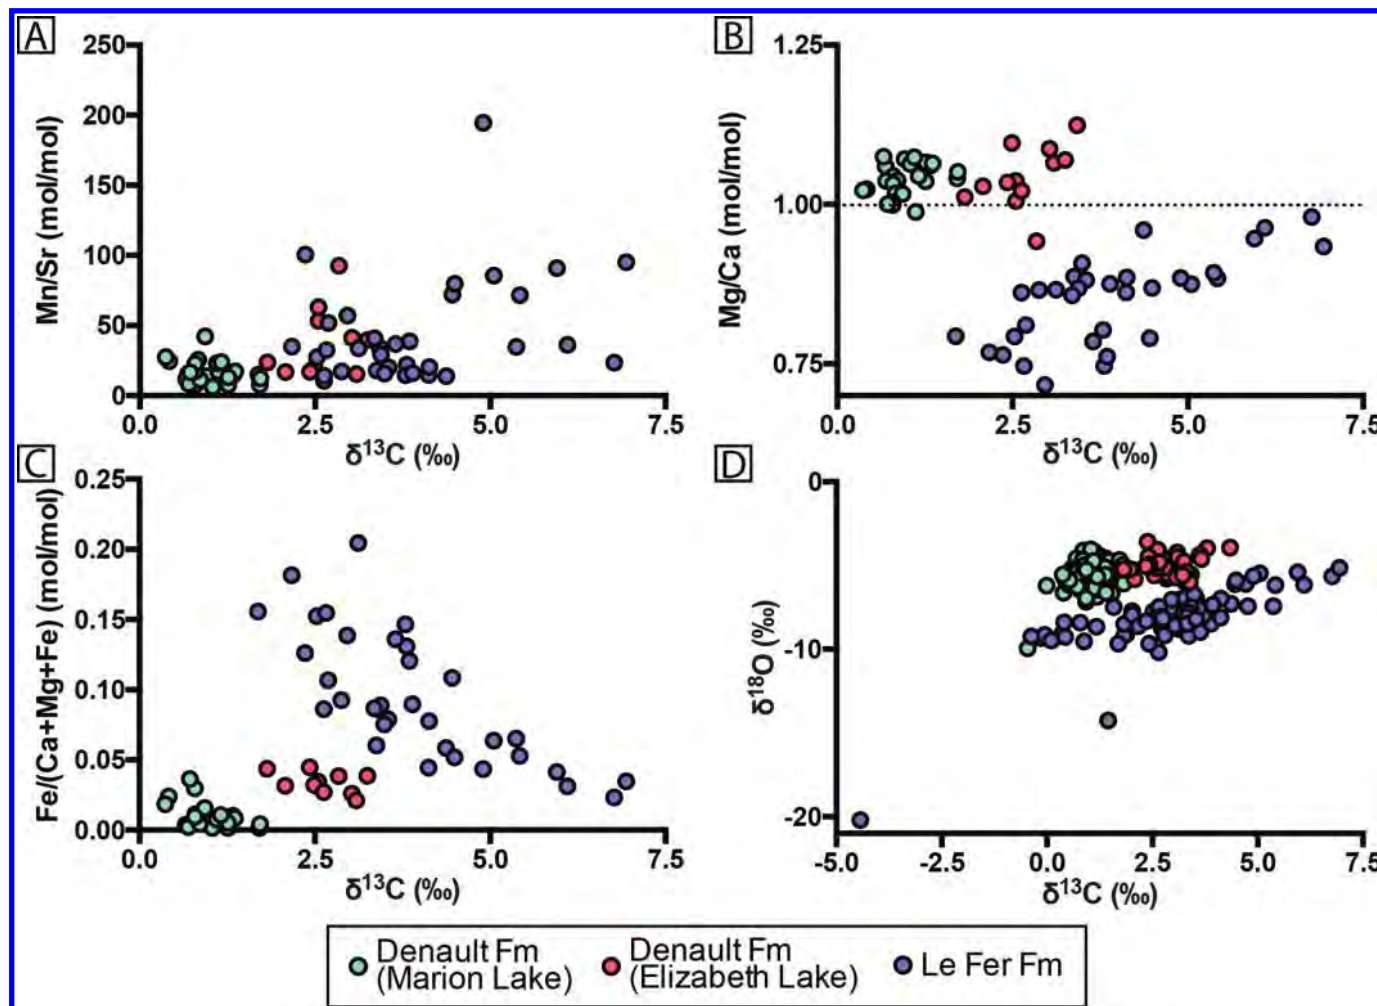 A
250
200
150
100
50
0
Mn/Sr (mol/mol)
0.0 2.5 5.0 7.5
δ¹³C (‰)
B
1.25
1.00
0.75
Mg/Ca (mol/mol)
0.0 2.5 5.0 7.5
δ¹³C (‰)
C
0.25
0.20
0.15
0.10
0.05
0.00
Fe/(Ca+Mg+Fe) (mol/mol)
0.0 2.5 5.0 7.5
δ¹³C (‰)
D
0
-10
-20
δ¹⁸O (‰)
-5.0 -2.5 0.0 2.5 5.0 7.5
δ¹³C (‰)
Denault Fm
(Marion Lake)
Denault Fm
(Elizabeth Lake)
Le Fer Fm